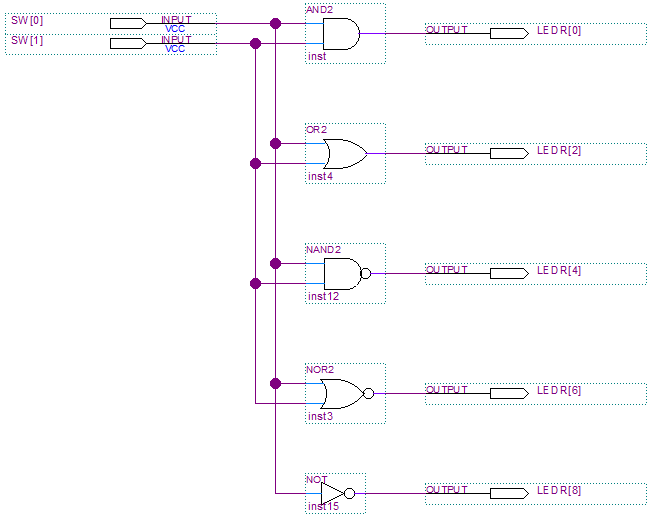 AND2
SW[0] INPUT VCC
OUTPUT LEDR[0]
SW[1] INPUT VCC
inst
OR2
OUTPUT LEDR[2]
inst4
NAND2
OUTPUT LEDR[4]
inst12
NOR2
OUTPUT LEDR[6]
inst3
NOT
OUTPUT LEDR[8]
inst15